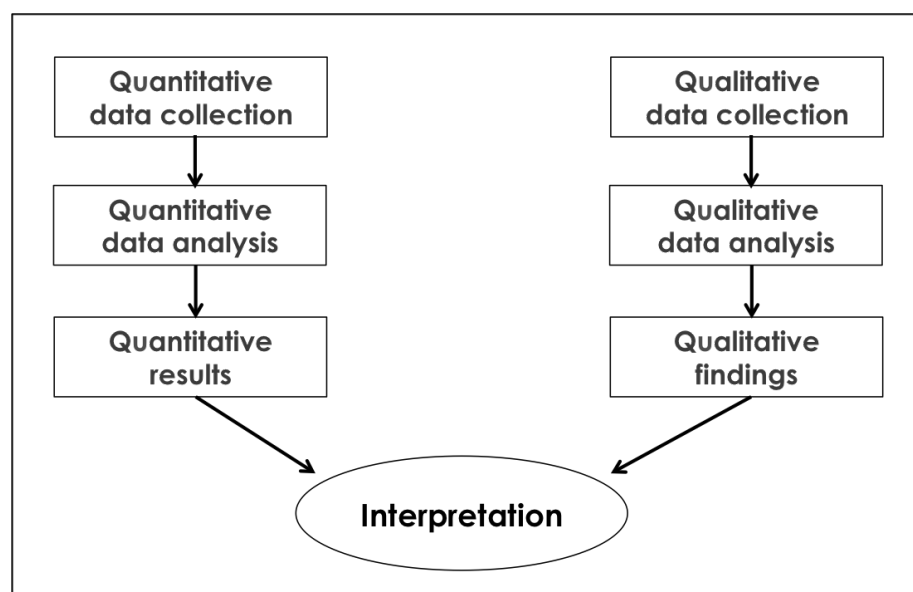 Quantitative
data collection
Qualitative
data collection
Quantitative
data analysis
Qualitative
data analysis
Quantitative
results
Qualitative
findings
Interpretation